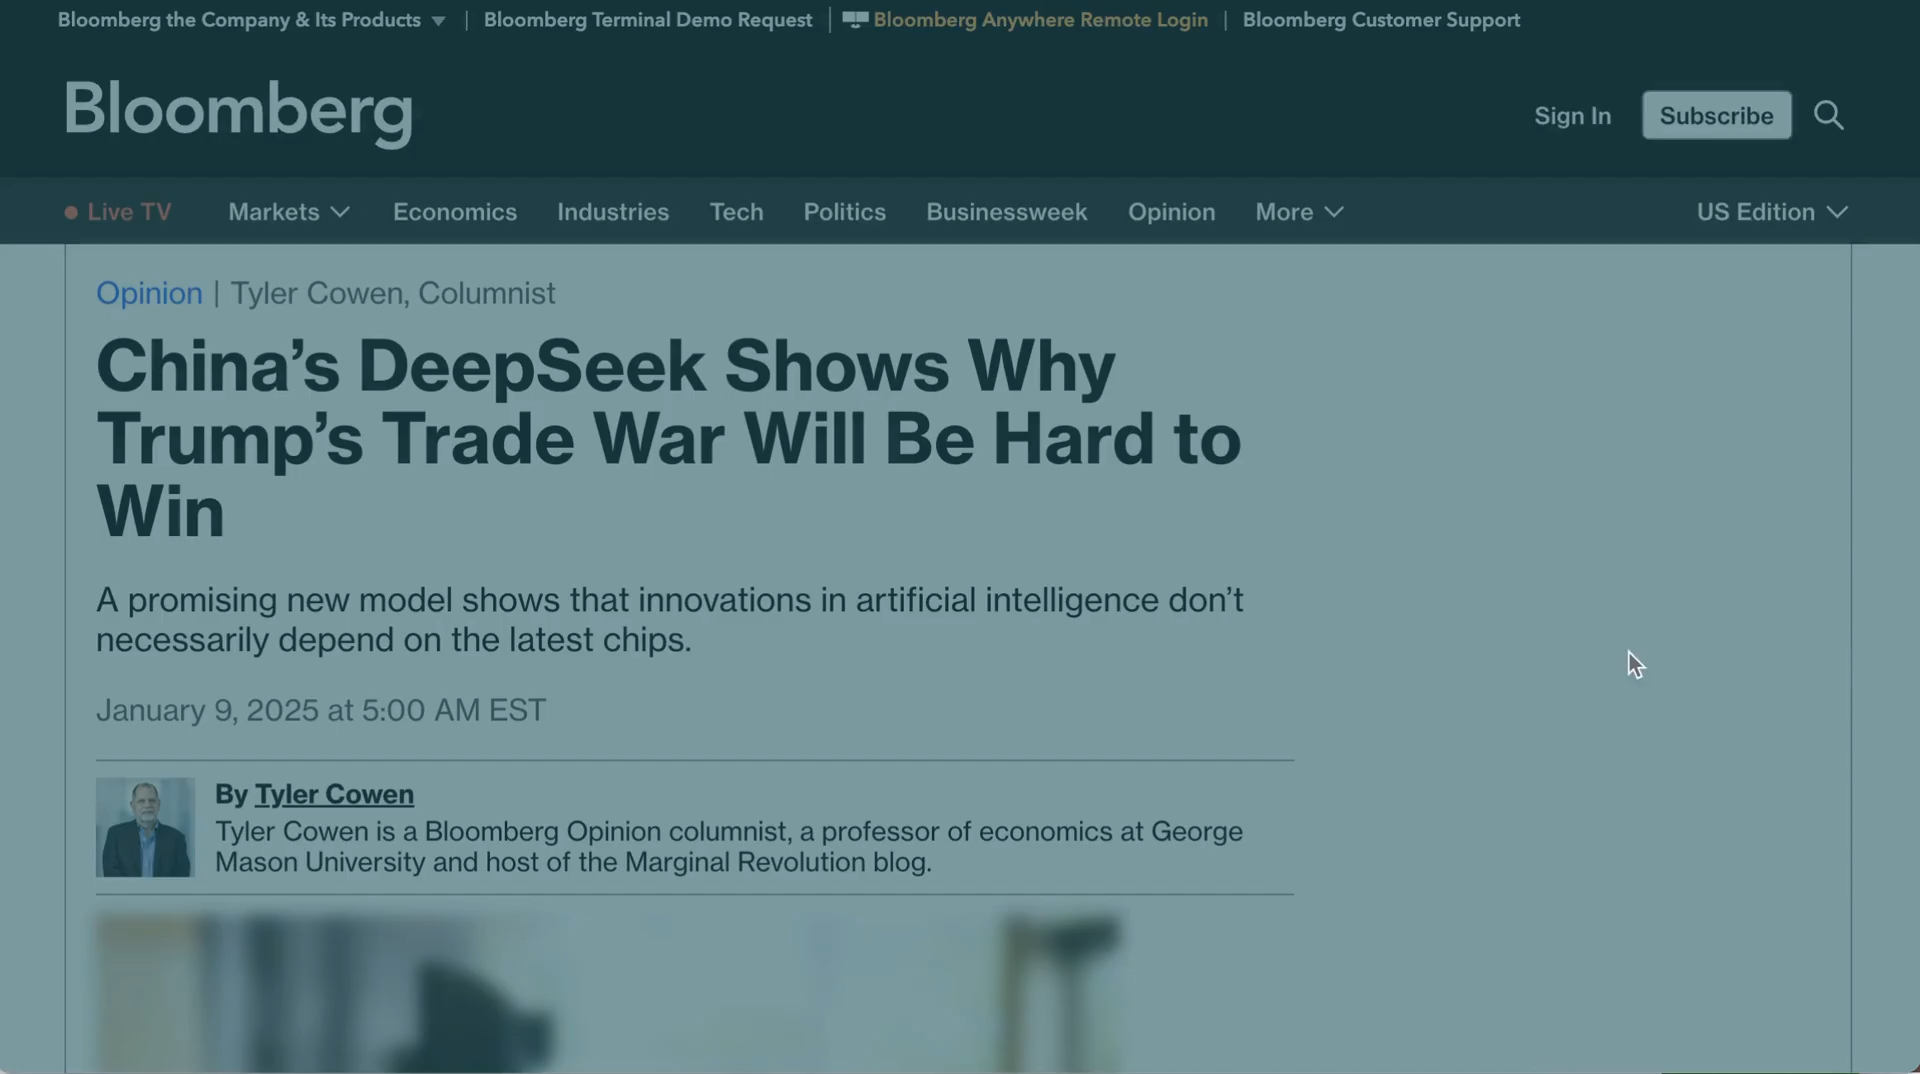 Bloomberg the Company & Its Products | Bloomberg Terminal Demo Request | Bloomberg Anywhere Remote Login | Bloomberg Customer Support
Bloomberg
Sign In
Subscribe
Live TV
Markets
Economics
Industries
Tech
Politics
Businessweek
Opinion
More
US Edition
Opinion | Tyler Cowen, Columnist
China’s DeepSeek Shows Why
Trump’s Trade War Will Be Hard to
Win
A promising new model shows that innovations in artificial intelligence don’t
necessarily depend on the latest chips.
January 9, 2025 at 5:00 AM EST
By Tyler Cowen
Tyler Cowen is a Bloomberg Opinion columnist, a professor of economics at George
Mason University and host of the Marginal Revolution blog.